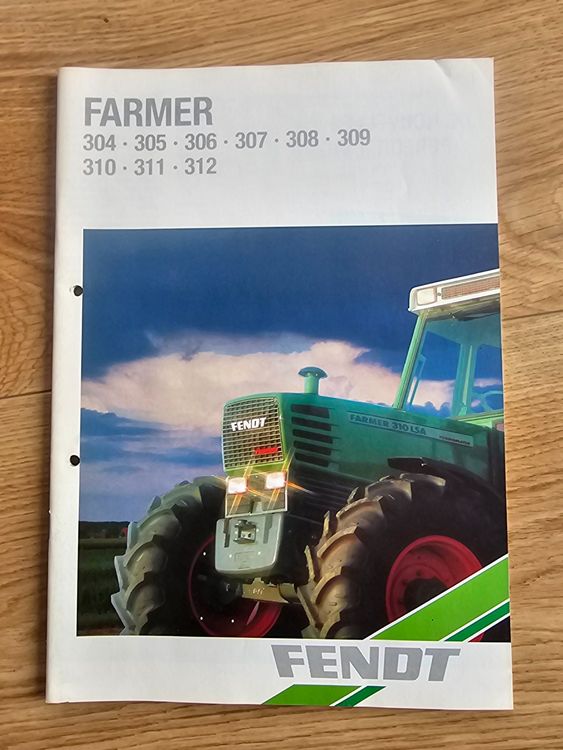 FARMER
304 · 305 · 306 · 307 · 308 · 309
310 · 311 · 312
FARMER 310 LSA
FENDT
FENDT